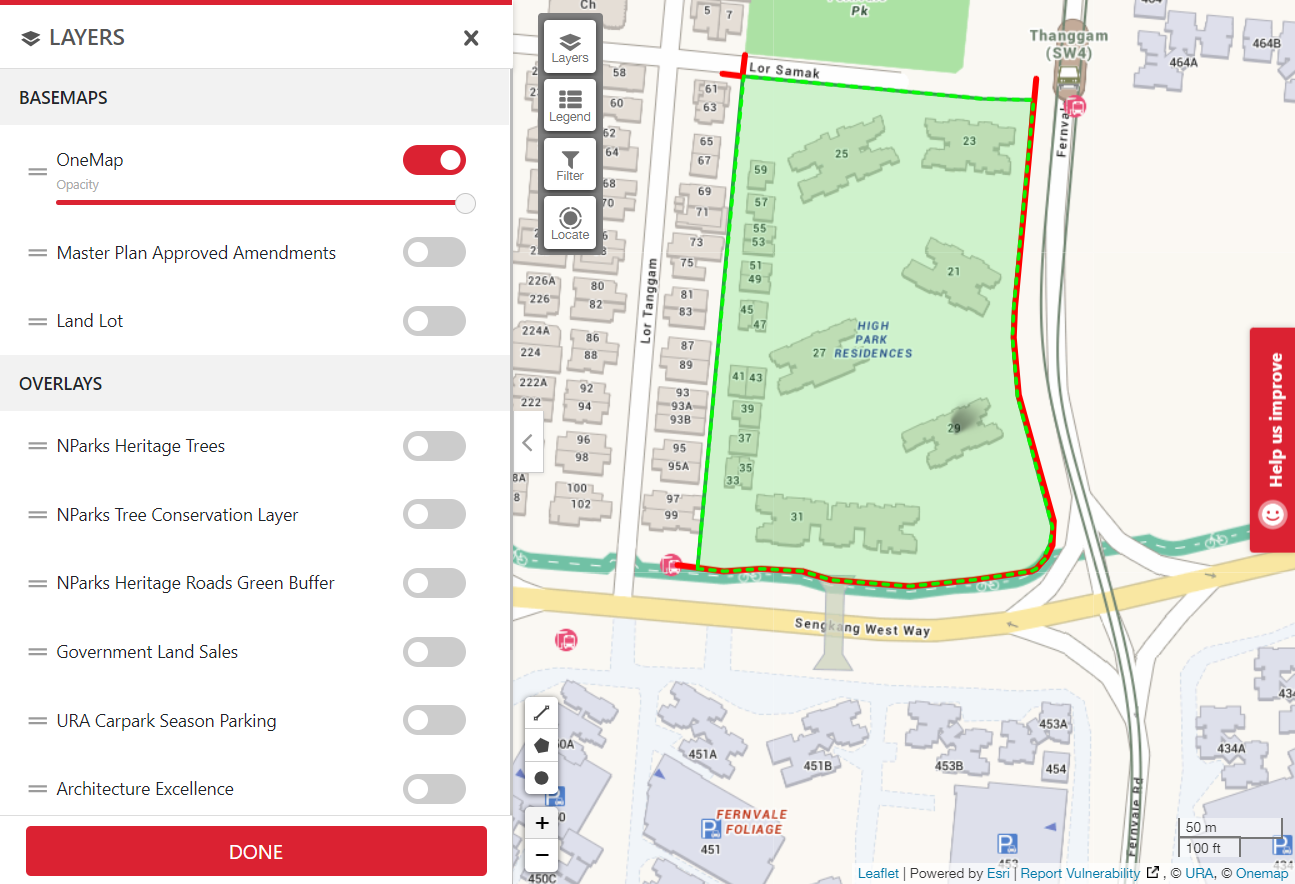 LAYERS
BASEMAPS
OneMap
Opacity
Master Plan Approved Amendments
Land Lot
OVERLAYS
NParks Heritage Trees
NParks Tree Conservation Layer
NParks Heritage Roads Green Buffer
Government Land Sales
URA Carpark Season Parking
Architecture Excellence
DONE
Layers
Legend
Filter
Locate
Ch
5 7
Pk
Thanggam
(SW4)
464B
464A
Lor Samak
Fernval
58
60
62
64
68
70
61
63
65
67
69
71
73
75
81
83
87
89
93
93A
93B
95
95A
97
99
226A
226
80
82
224A
224
86
88
222A
222
92
94
96
98
100
102
8A
8
Lor Tanggam
59
57
55
53
51
49
45
47
41 43
39
37
35
33
25
23
21
27
29
31
HIGH
PARK
RESIDENCES
Help us improve
Sengkang West Way
451A
451B
453B
453A
454
434A
434
0A
0
450C
FERNVALE
FOLIAGE
451
453
434
Fernvale Rd
+
−
50 m
100 ft
Leaflet | Powered by Esri | Report Vulnerability , © URA, © Onemap